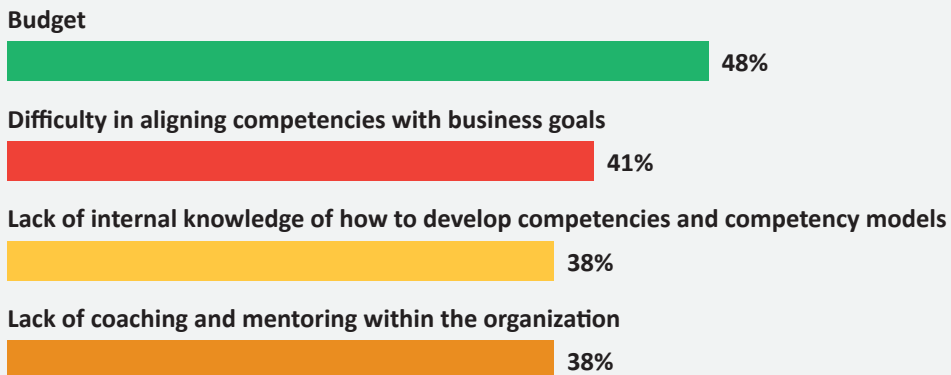 Budget
48%
Difficulty in aligning competencies with business goals
41%
Lack of internal knowledge of how to develop competencies and competency models
38%
Lack of coaching and mentoring within the organization
38%